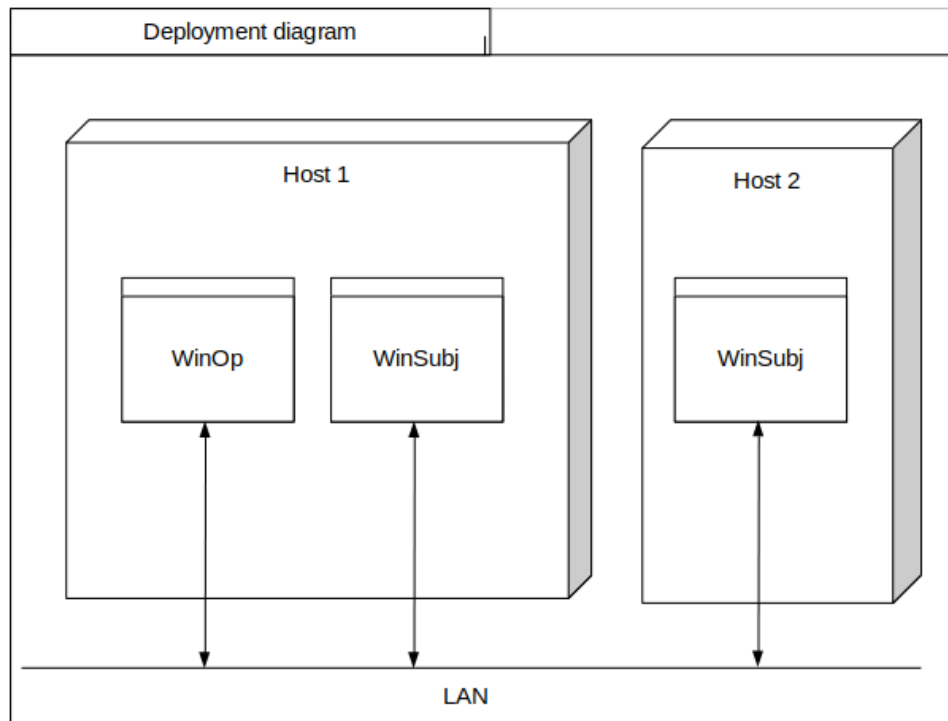 Deployment diagram
Host 1
Host 2
WinOp
WinSubj
WinSubj
LAN